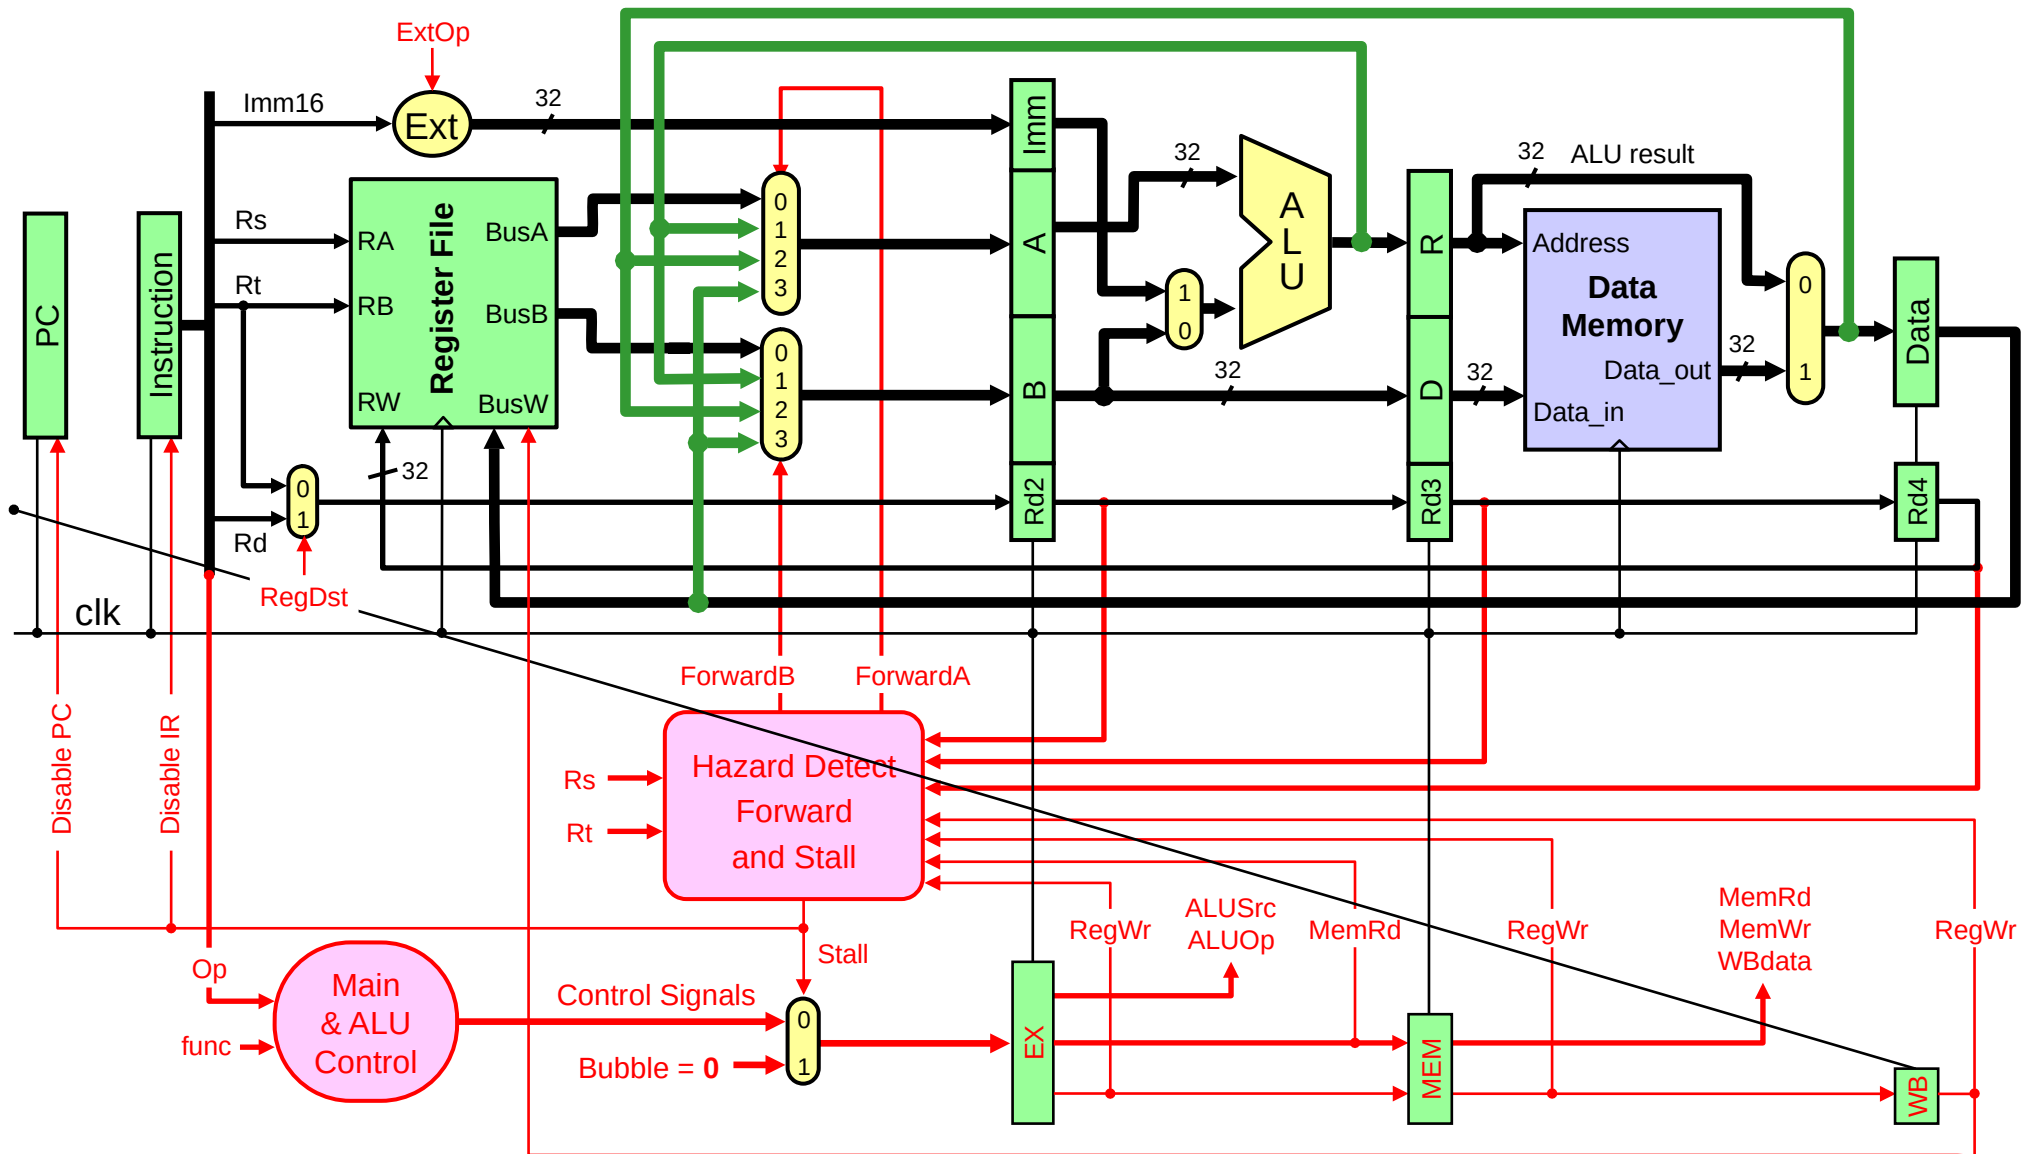 ExtOp
Imm16
Ext
32
Imm
32
32
ALU result
Rs
Rt
RA
RB
RW
Register File
BusA
BusB
BusW
0
1
2
3
0
1
2
3
PC
Instruction
A
B
1
0
A
L
U
R
D
32
32
Address
Data
Memory
Data_out
Data_in
32
0
1
Data
32
0
1
Rd
RegDst
Rd2
Rd3
Rd4
clk
ForwardB
ForwardA
Disable PC
Disable IR
Rs
Rt
Hazard Detect
Forward
and Stall
RegWr
ALUSrc
ALUOp
MemRd
RegWr
MemRd
MemWr
WBdata
RegWr
Stall
Op
func
Main
& ALU
Control
Control Signals
Bubble = 0
0
1
EX
MEM
WB